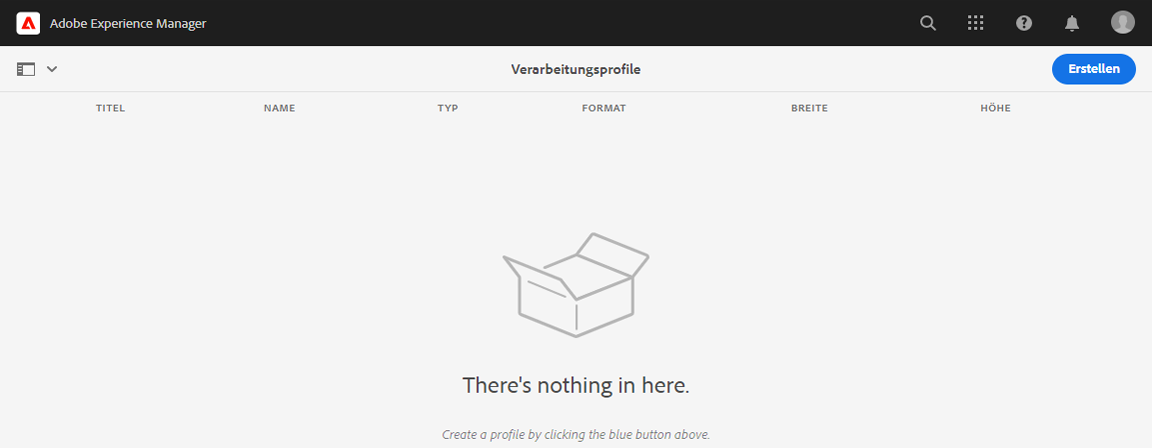 Adobe Experience Manager
Verarbeitungsprofile
Erstellen
TITEL NAME TYP FORMAT BREITE HÖHE
There's nothing in here.
Create a profile by clicking the blue button above.